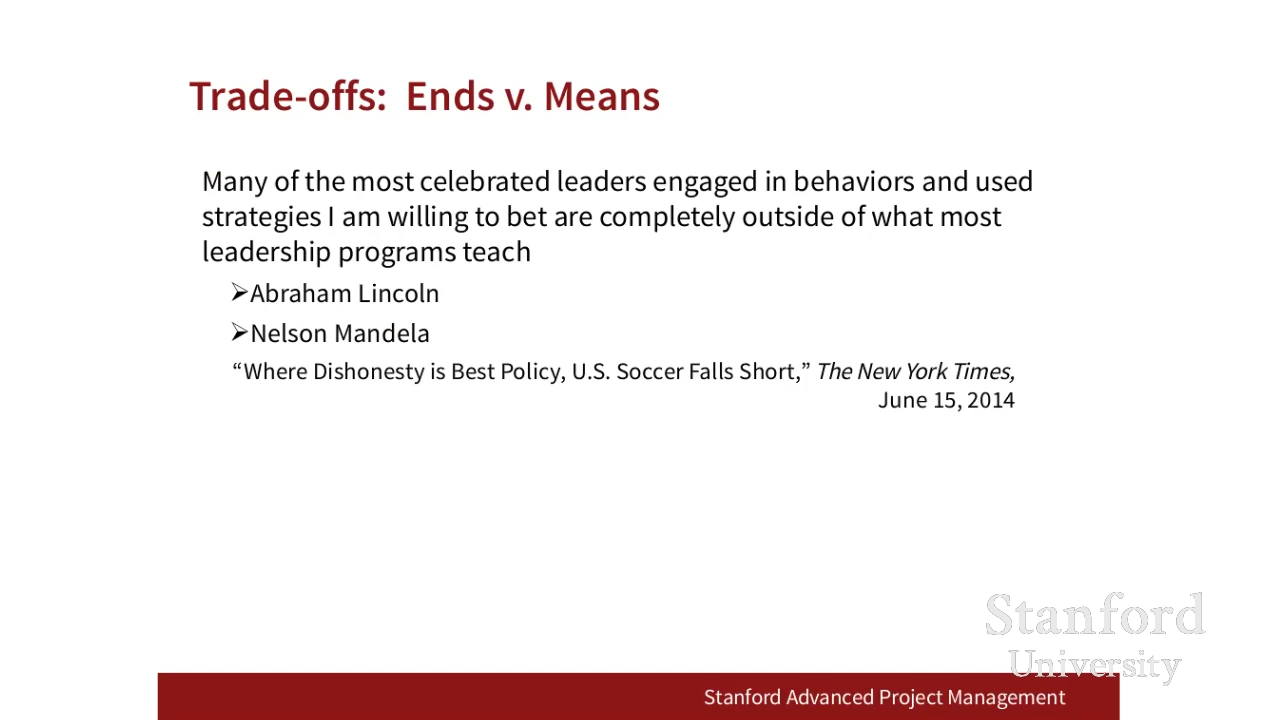 Trade-offs: Ends v. Means
Many of the most celebrated leaders engaged in behaviors and used
strategies I am willing to bet are completely outside of what most
leadership programs teach
➢Abraham Lincoln
➢Nelson Mandela
“Where Dishonesty is Best Policy, U.S. Soccer Falls Short,” The New York Times,
June 15, 2014
Stanford
University
Stanford Advanced Project Management